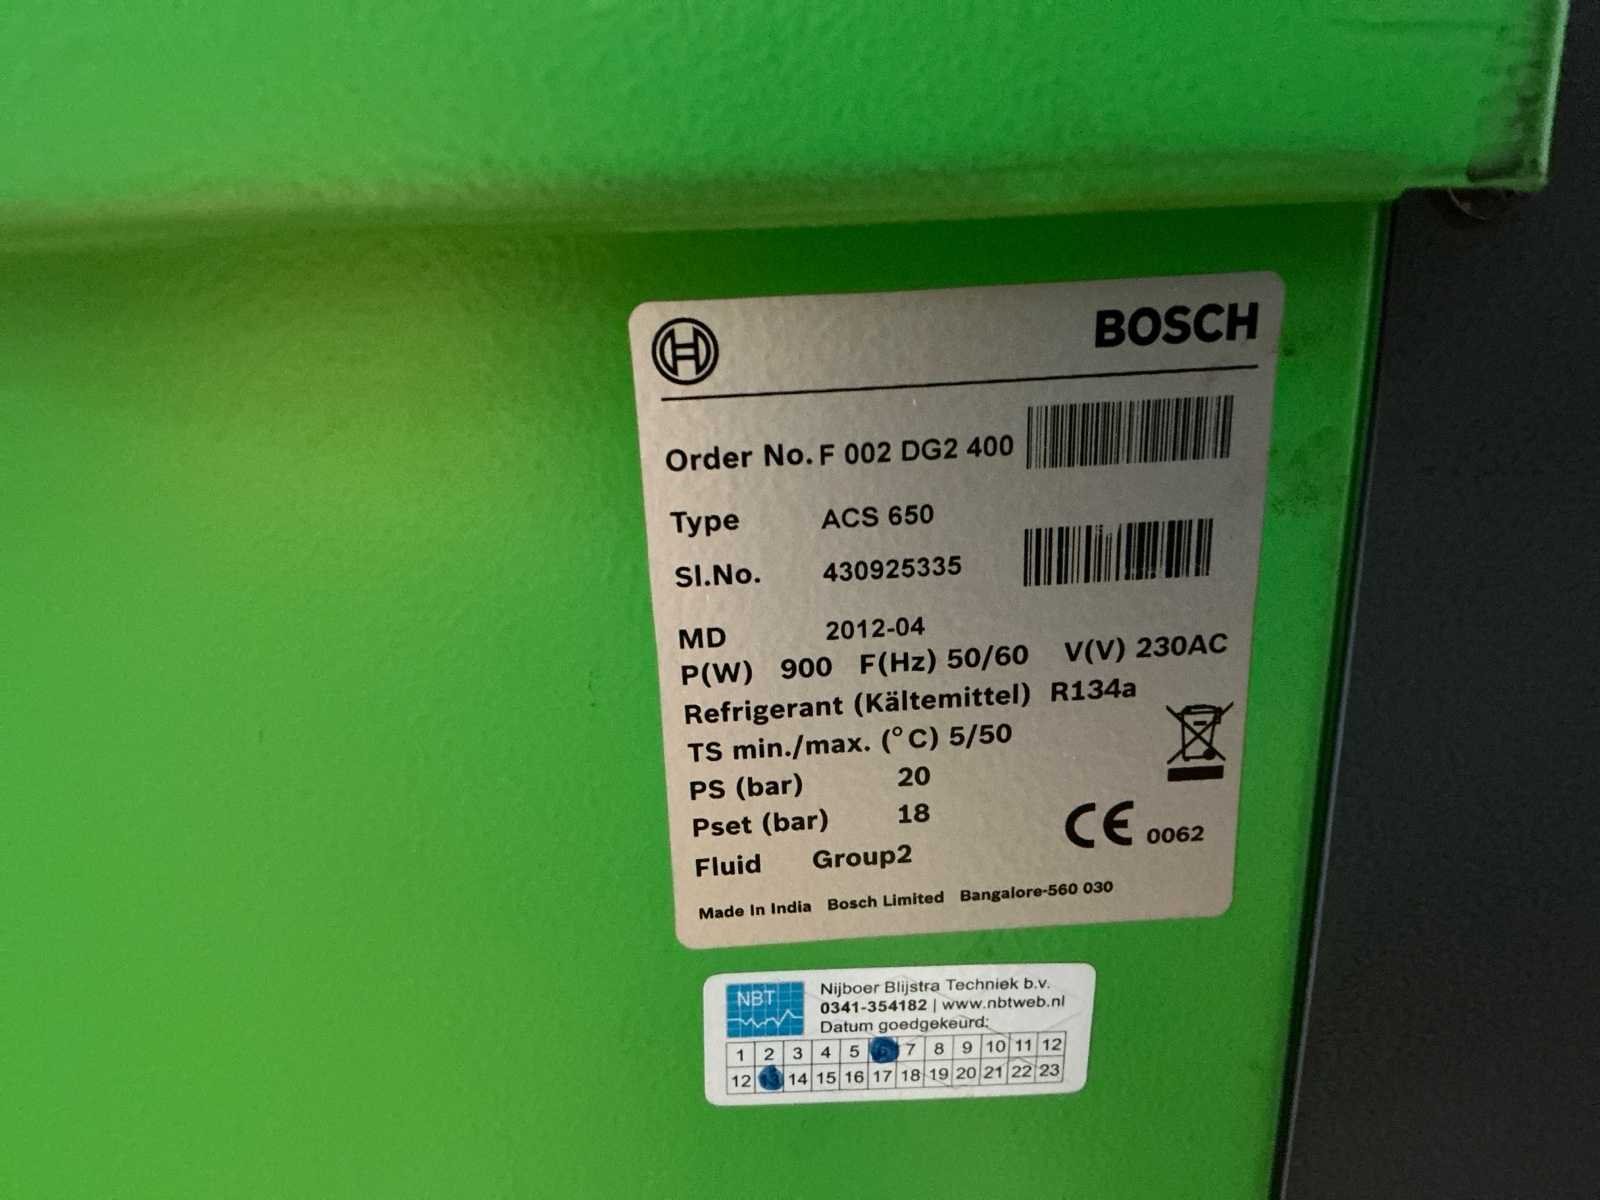 BOSCH
Order No. F 002 DG2 400
Type ACS 650
Sl.No. 430925335
MD 2012-04
P(W) 900 F(Hz) 50/60 V(V) 230AC
Refrigerant (Kältemittel) R134a
TS min./max. (°C) 5/50
PS (bar) 20
Pset (bar) 18
Fluid Group2
CE 0062
Made In India Bosch Limited Bangalore-560 030
NBT
Nijboer Blijstra Techniek b.v.
0341-354182 | www.nbtweb.nl
Datum goedgekeurd:
1 2 3 4 5 6 7 8 9 10 11 12
12 13 14 15 16 17 18 19 20 21 22 23